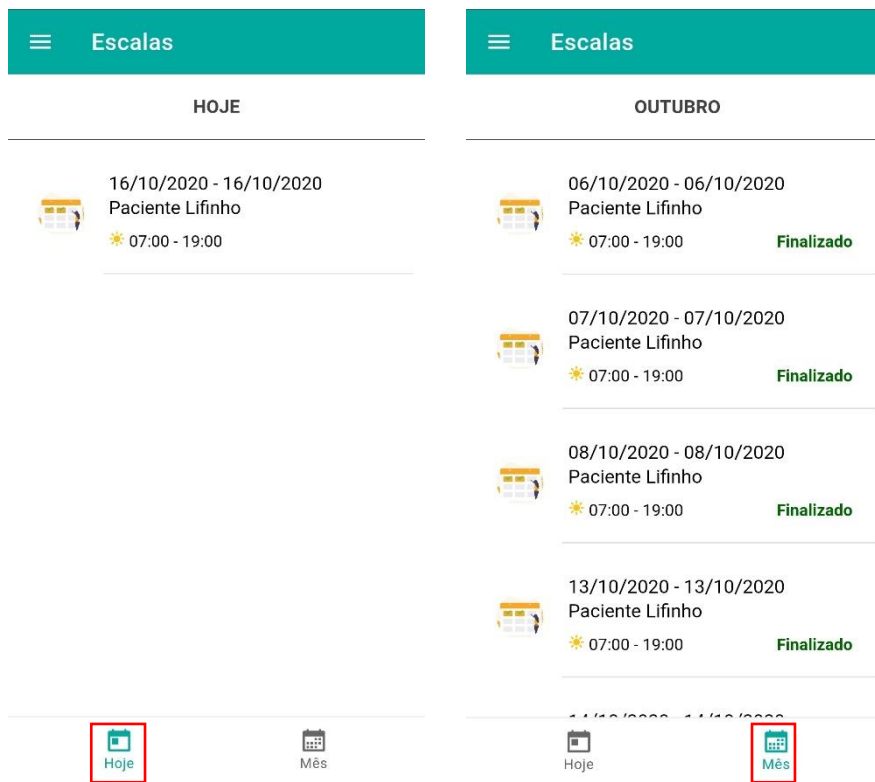 Escalas
HOJE
16/10/2020 - 16/10/2020
Paciente Lifinho
07:00 - 19:00
Hoje
Mês
Escalas
OUTUBRO
06/10/2020 - 06/10/2020
Paciente Lifinho
07:00 - 19:00 Finalizado
07/10/2020 - 07/10/2020
Paciente Lifinho
07:00 - 19:00 Finalizado
08/10/2020 - 08/10/2020
Paciente Lifinho
07:00 - 19:00 Finalizado
13/10/2020 - 13/10/2020
Paciente Lifinho
07:00 - 19:00 Finalizado
Hoje
Mês